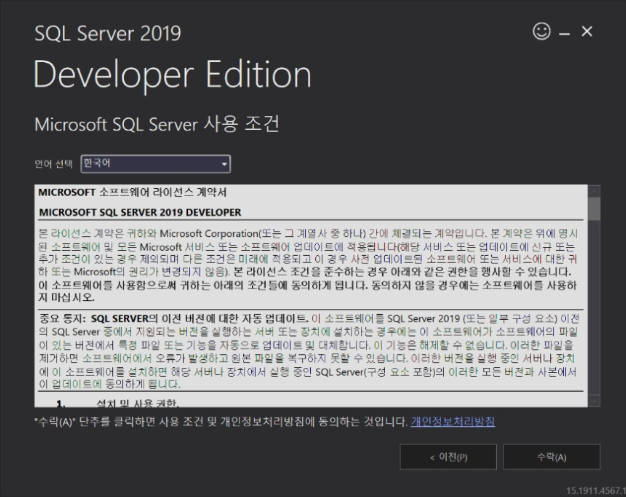 SQL Server 2019
Developer Edition
Microsoft SQL Server 사용 조건
언어 선택
한국어
MICROSOFT 소프트웨어 라이선스 계약서
MICROSOFT SQL SERVER 2019 DEVELOPER
본 라이선스 계약은 귀하와 Microsoft Corporation(또는 그 계열사 중 하나) 간에 체결되는 계약입니다. 본 계약은 위에 명시
된 소프트웨어 및 모든 Microsoft 서비스 또는 소프트웨어 업데이트에 적용됩니다(해당 서비스 또는 업데이트에 신규 또는
추가 조건이 있는 경우 제외되며 다른 조건은 미래에 적용되고 이 경우 사전 업데이트된 소프트웨어 또는 서비스에 대한 귀
하 또는 Microsoft의 권리가 변경되지 않음). 본 라이선스 조건을 준수하는 경우 아래와 같은 권한을 행사할 수 있습니다.
이 소프트웨어를 사용함으로써 귀하는 아래의 조건들에 동의하게 됩니다. 동의하지 않을 경우에는 소프트웨어를 사용하
지 마십시오.
중요 통지: SQL SERVER의 이전 버전에 대한 자동 업데이트. 이 소프트웨어를 SQL Server 2019 (또는 일부 구성 요소) 이전
의 SQL Server 중에서 지원되는 버전을 실행하는 서버 또는 장치에 설치하는 경우에는 이 소프트웨어가 소프트웨어의 파일
이 있는 버전에서 특정 파일 또는 기능을 자동으로 업데이트 및 대체합니다. 이 기능은 해제할 수 없습니다. 이러한 파일을
제거하면 소프트웨어에서 오류가 발생하고 원본 파일을 복구하지 못할 수 있습니다. 이러한 버전을 실행 중인 서버나 장치
에 이 소프트웨어를 설치하면 해당 서버나 장치에서 실행 중인 SQL Server(구성 요소 포함)의 이러한 모든 버전과 사본에서
이 업데이트에 동의하게 됩니다.
1. 설치 및 사용 권한.
"수락(A)" 단추를 클릭하면 사용 조건 및 개인정보처리방침에 동의하는 것입니다. 개인정보처리방침
< 이전(P)
수락(A)
15.1911.4567.1